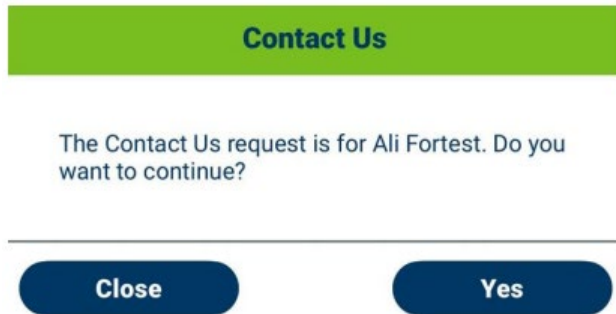 Contact Us
The Contact Us request is for Ali Fortest. Do you
want to continue?
Close
Yes